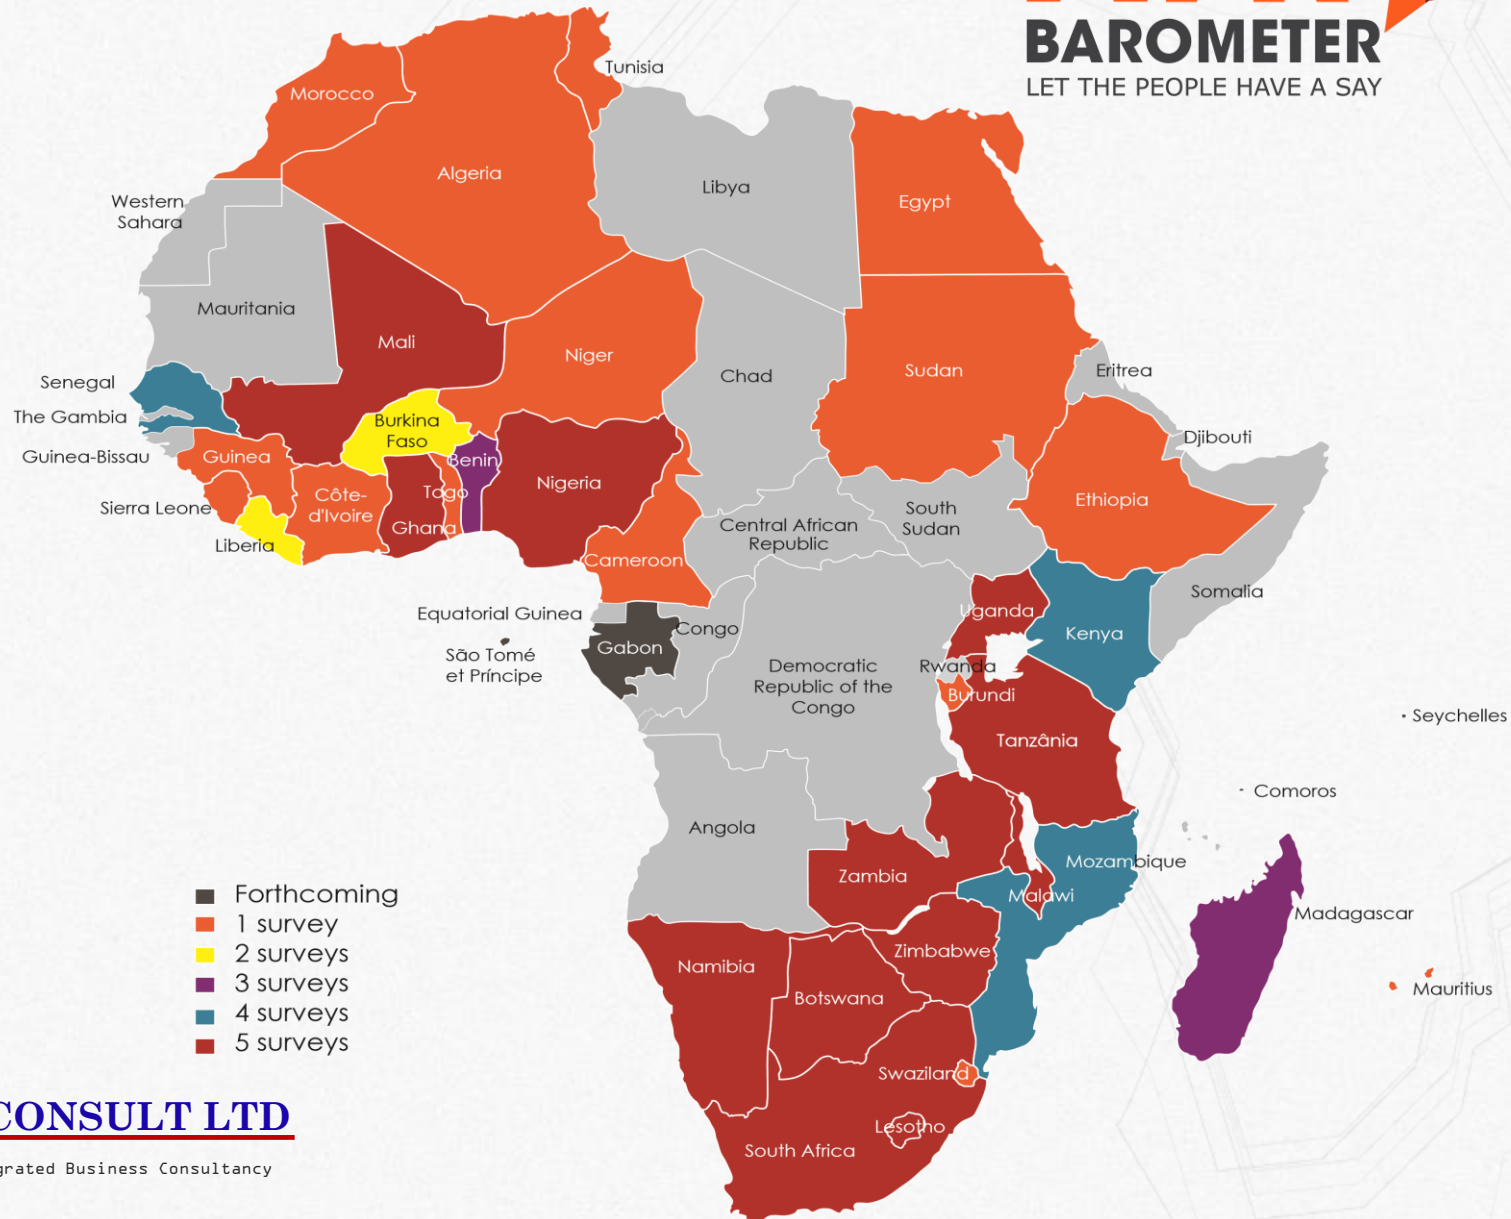 BAROMETER
LET THE PEOPLE HAVE A SAY
Tunisia
Morocco
Algeria
Libya
Egypt
Western
Sahara
Mauritania
Mali
Niger
Chad
Sudan
Eritrea
Senegal
The Gambia
Burkina
Faso
Djibouti
Guinea-Bissau
Guinea
Benin
Nigeria
Ethiopia
Sierra Leone
Côte-
d'Ivoire
Togo
Ghana
South
Sudan
Central African
Republic
Liberia
Cameroon
Somalia
Equatorial Guinea
Uganda
Kenya
Congo
Gabon
São Tomé
et Príncipe
Rwanda
Democratic
Republic of the
Congo
Burundi
Seychelles
Tanzânia
Comoros
Angola
Mozambique
Zambia
Malawi
Madagascar
Zimbabwe
Namibia
Botswana
Mauritius
Swaziland
Lesotho
South Africa
Forthcoming
1 survey
2 surveys
3 surveys
4 surveys
5 surveys
CONSULT LTD
grated Business Consultancy